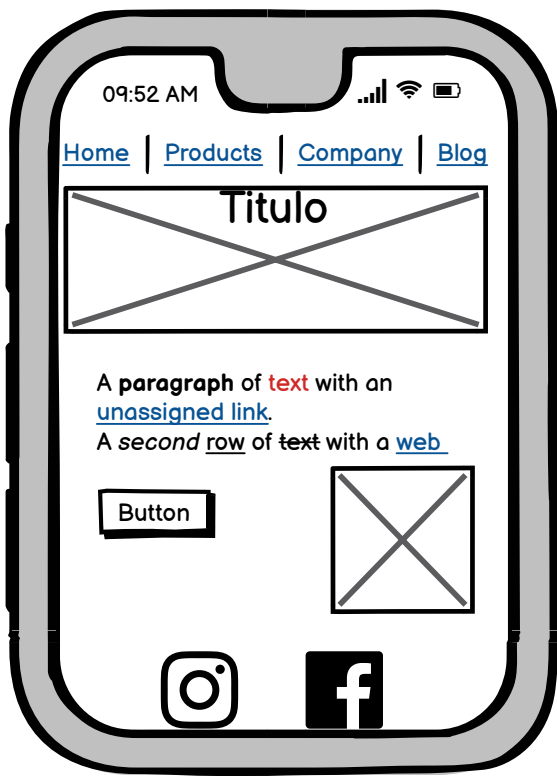 09:52 AM
Home | Products | Company | Blog
Titulo
A paragraph of text with an
unassigned link.
A second row of text with a web
Button